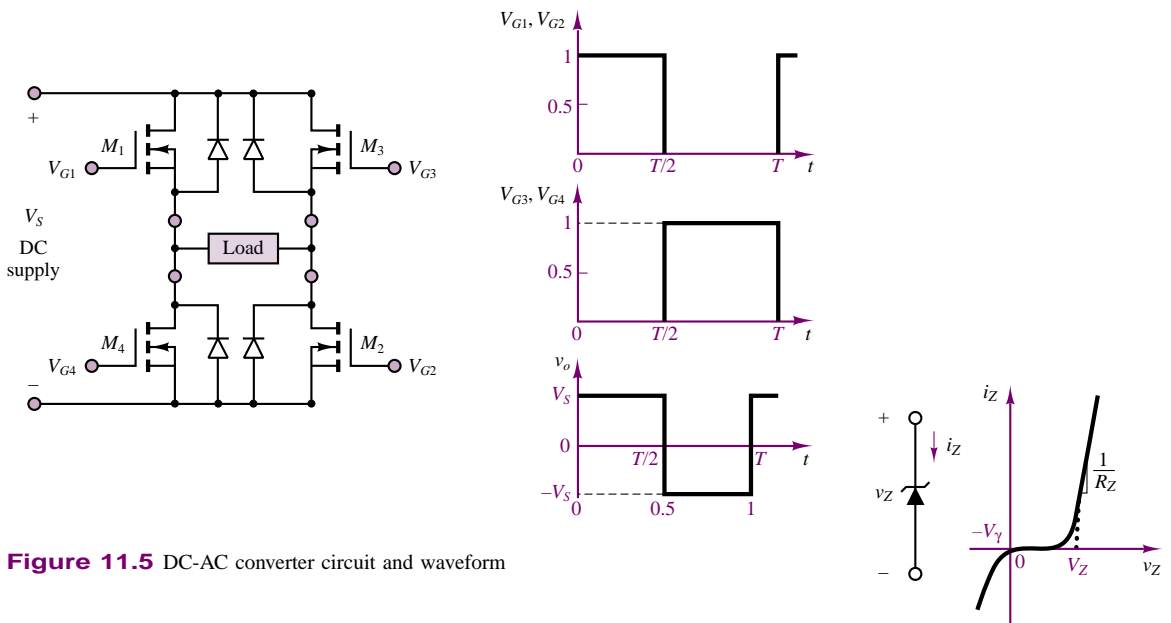 +
M1
VG1
M3
VG3
VS
DC
supply
Load
M4
VG4
M2
VG2
−
VG1, VG2
1
0.5
0
T/2
T
t
VG3, VG4
1
0.5
0
T/2
T
t
vo
VS
0
T/2
T
t
−VS
0
0.5
1
+
iZ
vZ
−
iZ
1
RZ
−Vγ
0
VZ
vZ
Figure 11.5 DC-AC converter circuit and waveform